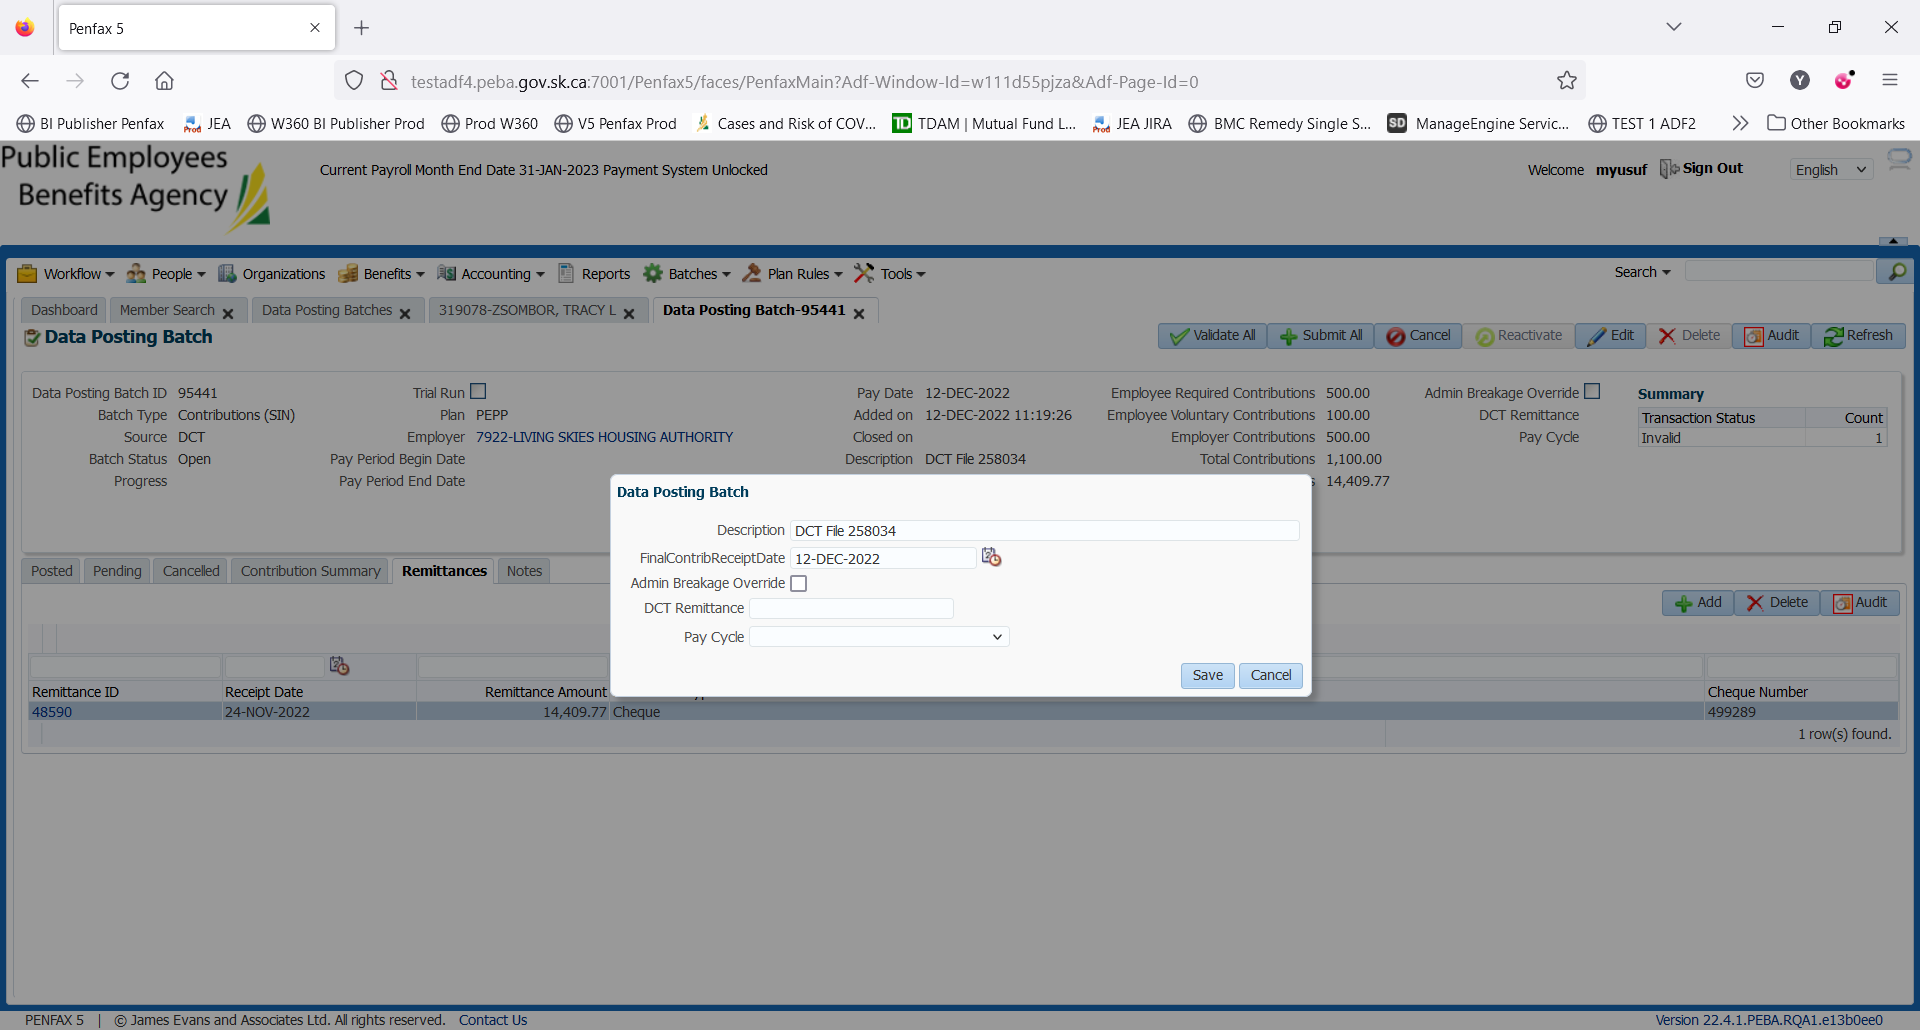 Penfax 5
testadf4.peba.gov.sk.ca:7001/Penfax5/faces/PenfaxMain?Adf-Window-Id=w111d55pjza&Adf-Page-Id=0
Y
BI Publisher Penfax JEA W360 BI Publisher Prod Prod W360 V5 Penfax Prod Cases and Risk of COV... TDAM | Mutual Fund L... JEA JIRA BMC Remedy Single S... SD ManageEngine Servic... TEST 1 ADF2 Other Bookmarks
Public Employees
Benefits Agency
Current Payroll Month End Date 31-JAN-2023 Payment System Unlocked
Welcome myusuf Sign Out English
Workflow People Organizations Benefits Accounting Reports Batches Plan Rules Tools Search
Dashboard Member Search Data Posting Batches 319078-ZSOMBOR, TRACY L Data Posting Batch-95441
Data Posting Batch
Validate All Submit All Cancel Reactivate Edit Delete Audit Refresh
Data Posting Batch ID 95441 Trial Run Pay Date 12-DEC-2022 Employee Required Contributions 500.00 Admin Breakage Override Summary
Batch Type Contributions (SIN) Plan PEPP Added on 12-DEC-2022 11:19:26 Employee Voluntary Contributions 100.00 DCT Remittance Transaction Status Count
Source DCT Employer 7922-LIVING SKIES HOUSING AUTHORITY Closed on Employer Contributions 500.00 Pay Cycle Invalid 1
Batch Status Open Pay Period Begin Date Description DCT File 258034 Total Contributions 1,100.00
Progress Pay Period End Date 14,409.77
Data Posting Batch
Description DCT File 258034
FinalContribReceiptDate 12-DEC-2022
Admin Breakage Override
DCT Remittance
Pay Cycle
Save Cancel
Posted Pending Cancelled Contribution Summary Remittances Notes
Add Delete Audit
Remittance ID Receipt Date Remittance Amount Cheque Number
48590 24-NOV-2022 14,409.77 Cheque 499289
1 row(s) found.
PENFAX 5 | © James Evans and Associates Ltd. All rights reserved. Contact Us Version 22.4.1.PEBA.RQA1.e13b0ee0